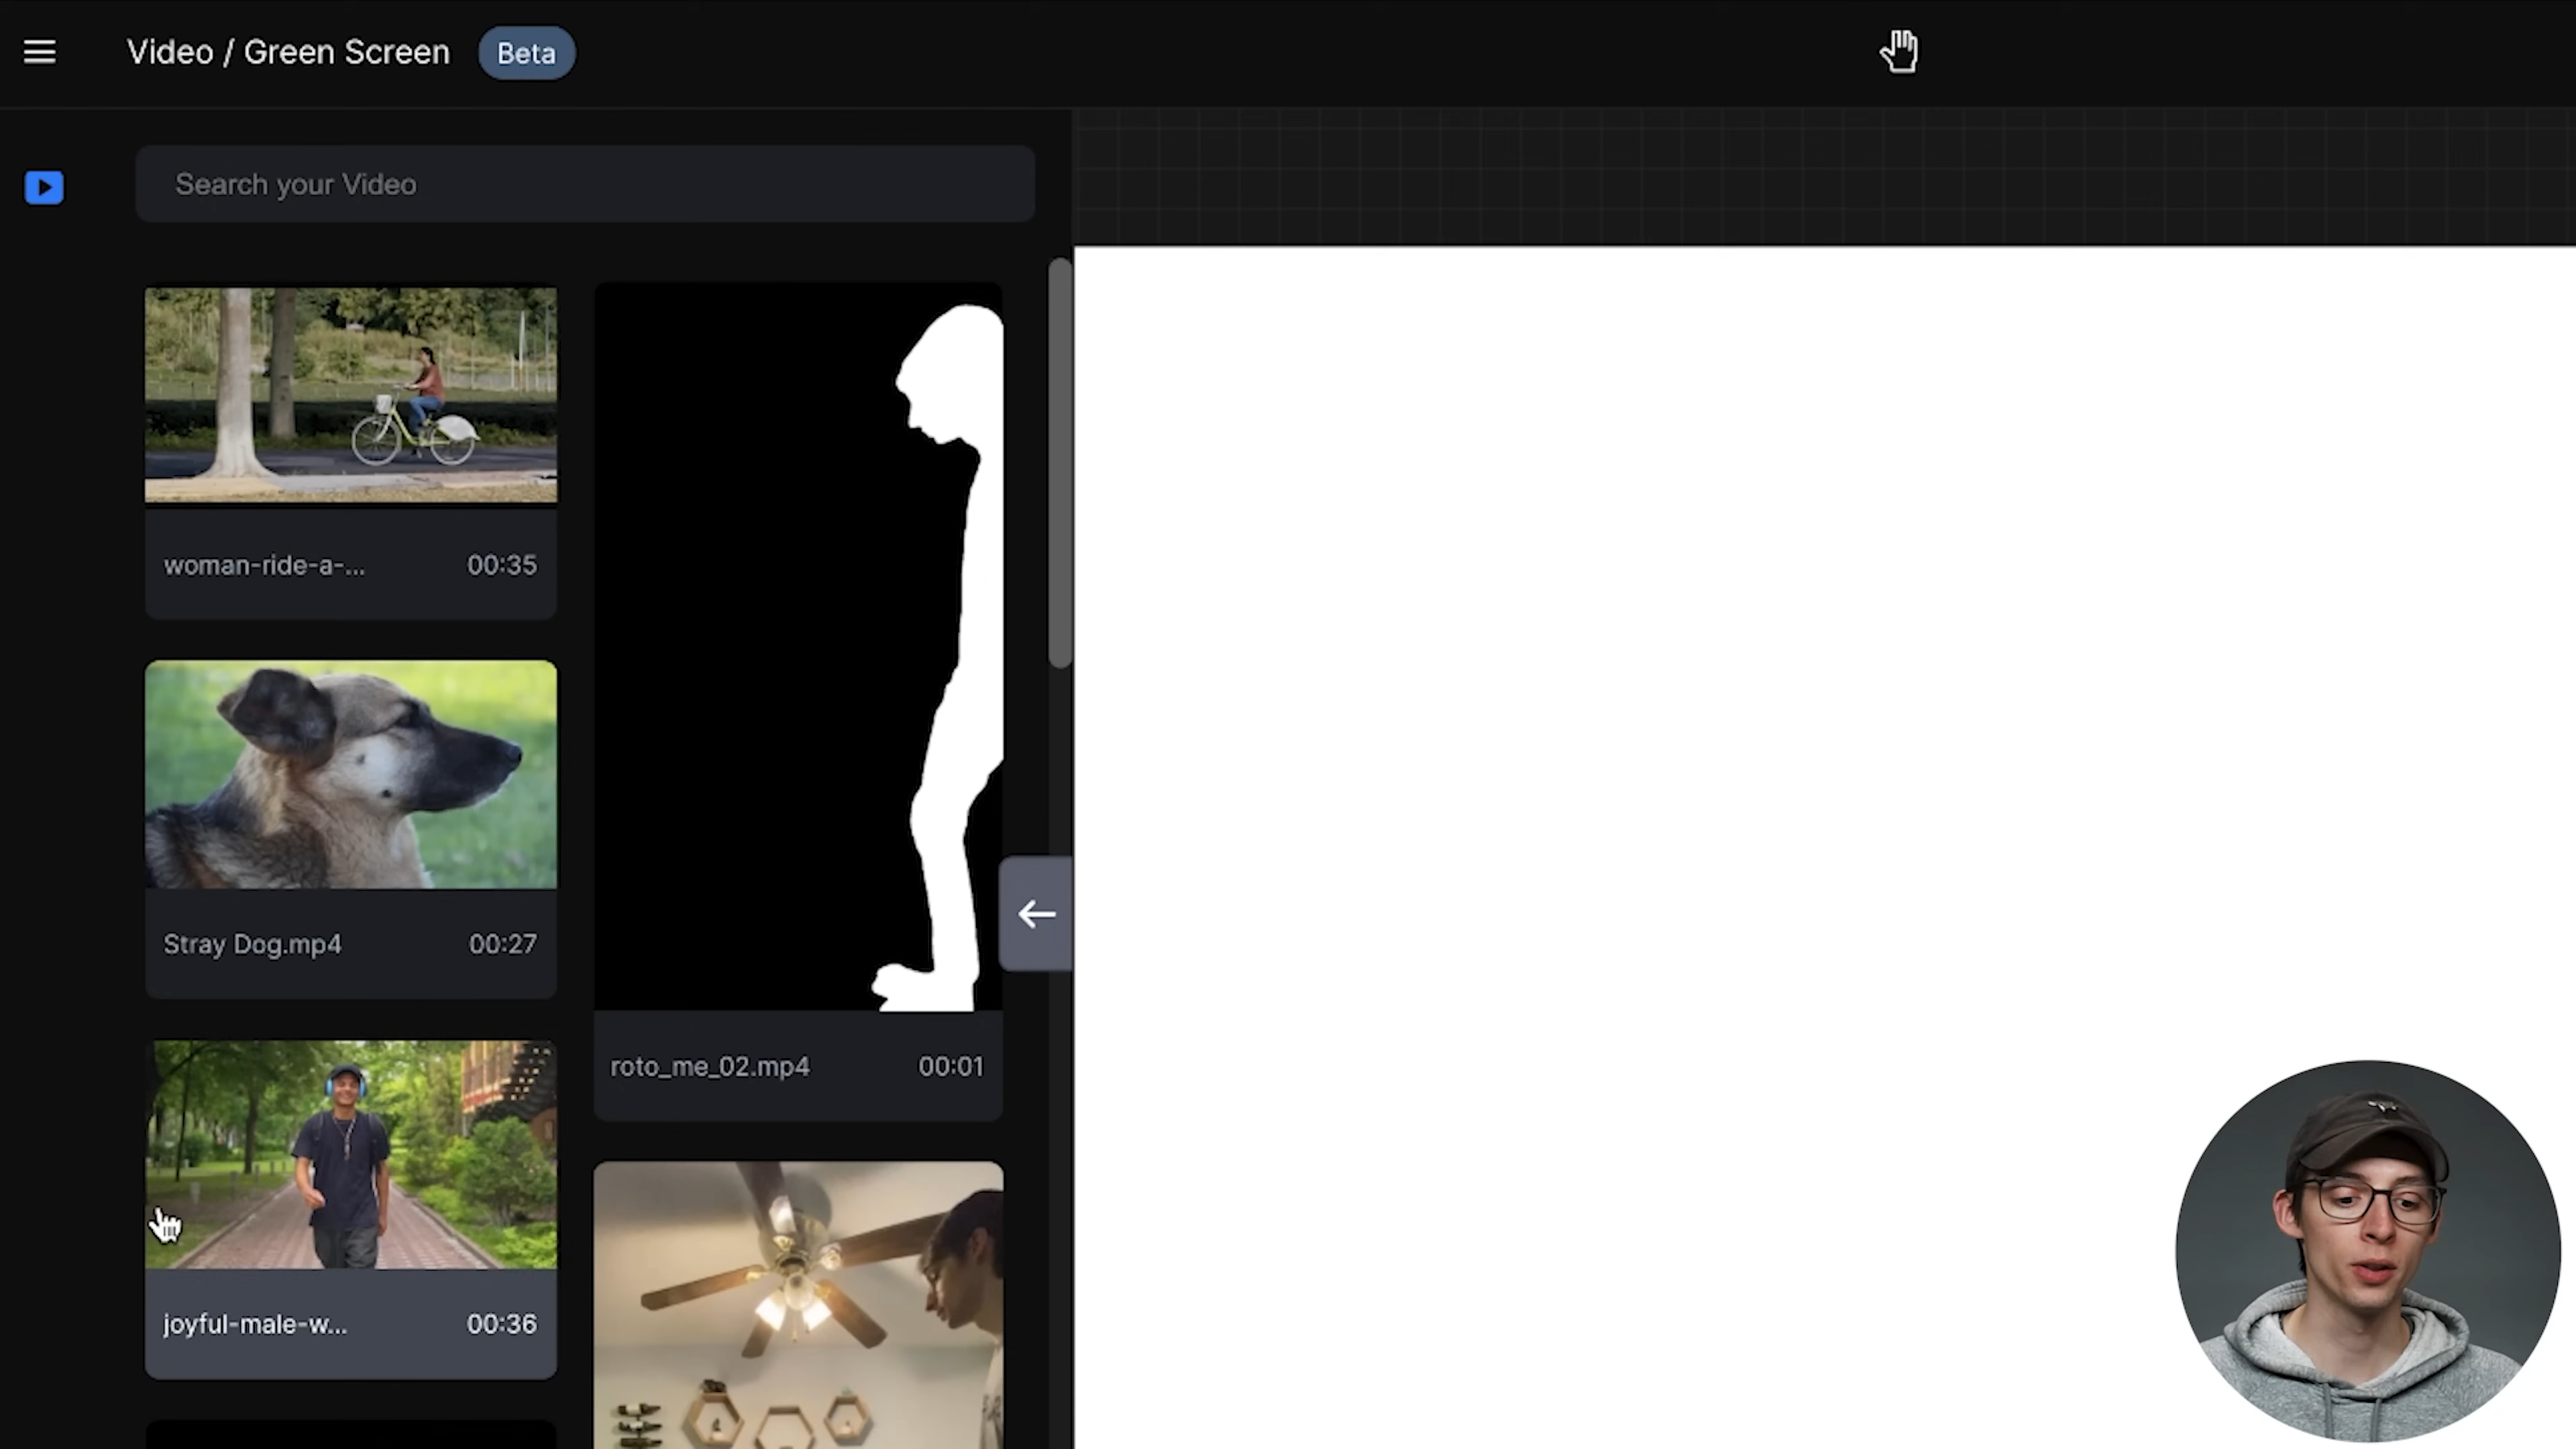 Video / Green Screen Beta
Search your Video
woman-ride-a-... 00:35
Stray Dog.mp4 00:27
roto_me_02.mp4 00:01
joyful-male-w... 00:36